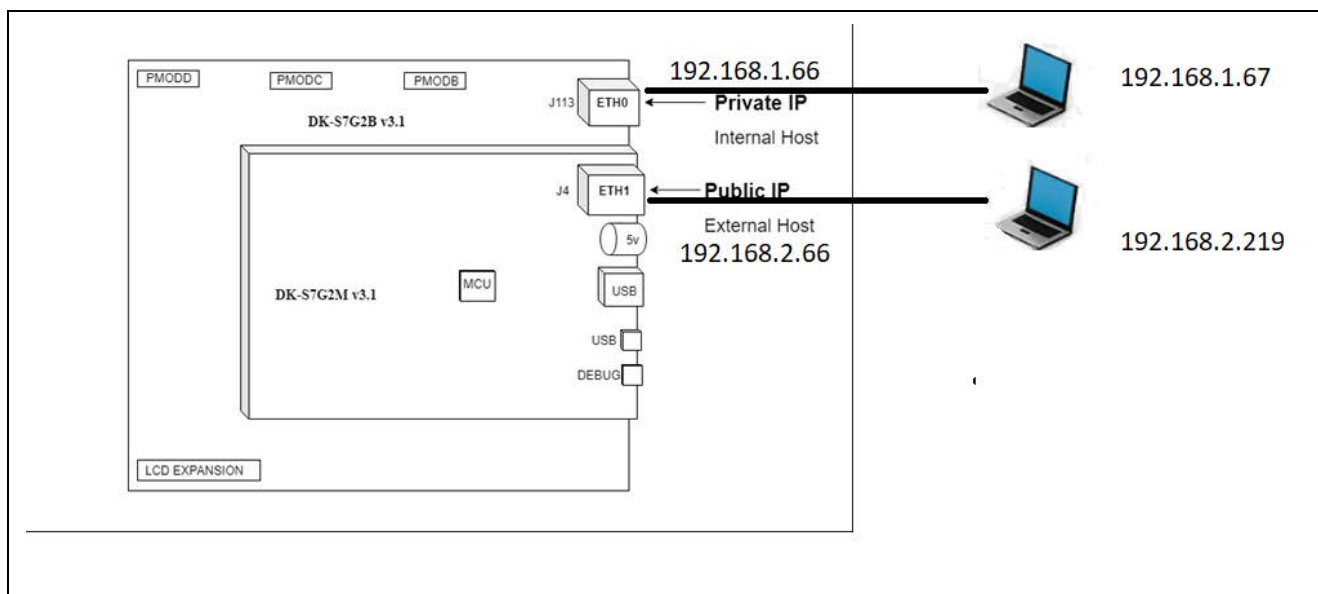 PMODD
PMODC
PMODB
DK-S7G2B v3.1
J113
ETH0
192.168.1.66
Private IP
Internal Host
192.168.1.67
J4
ETH1
Public IP
External Host
192.168.2.66
192.168.2.219
5v
MCU
DK-S7G2M v3.1
USB
USB
DEBUG
LCD EXPANSION